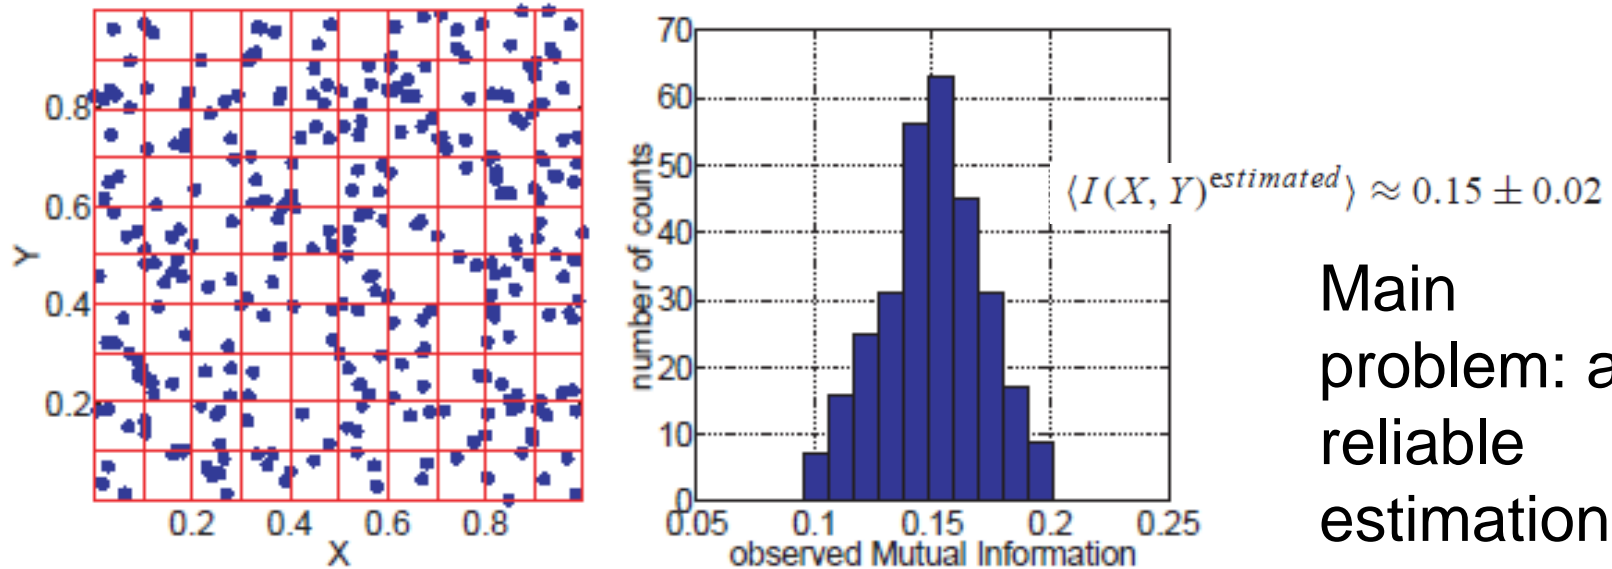 0.8
0.6
0.4
0.2
Y
0.2 0.4 0.6 0.8
X
70
60
50
40
30
20
10
0
number of counts
0.05 0.1 0.15 0.2 0.25
observed Mutual Information
⟨I(X, Y)^estimated⟩ ≈ 0.15 ± 0.02
Main
problem: a
reliable
estimation